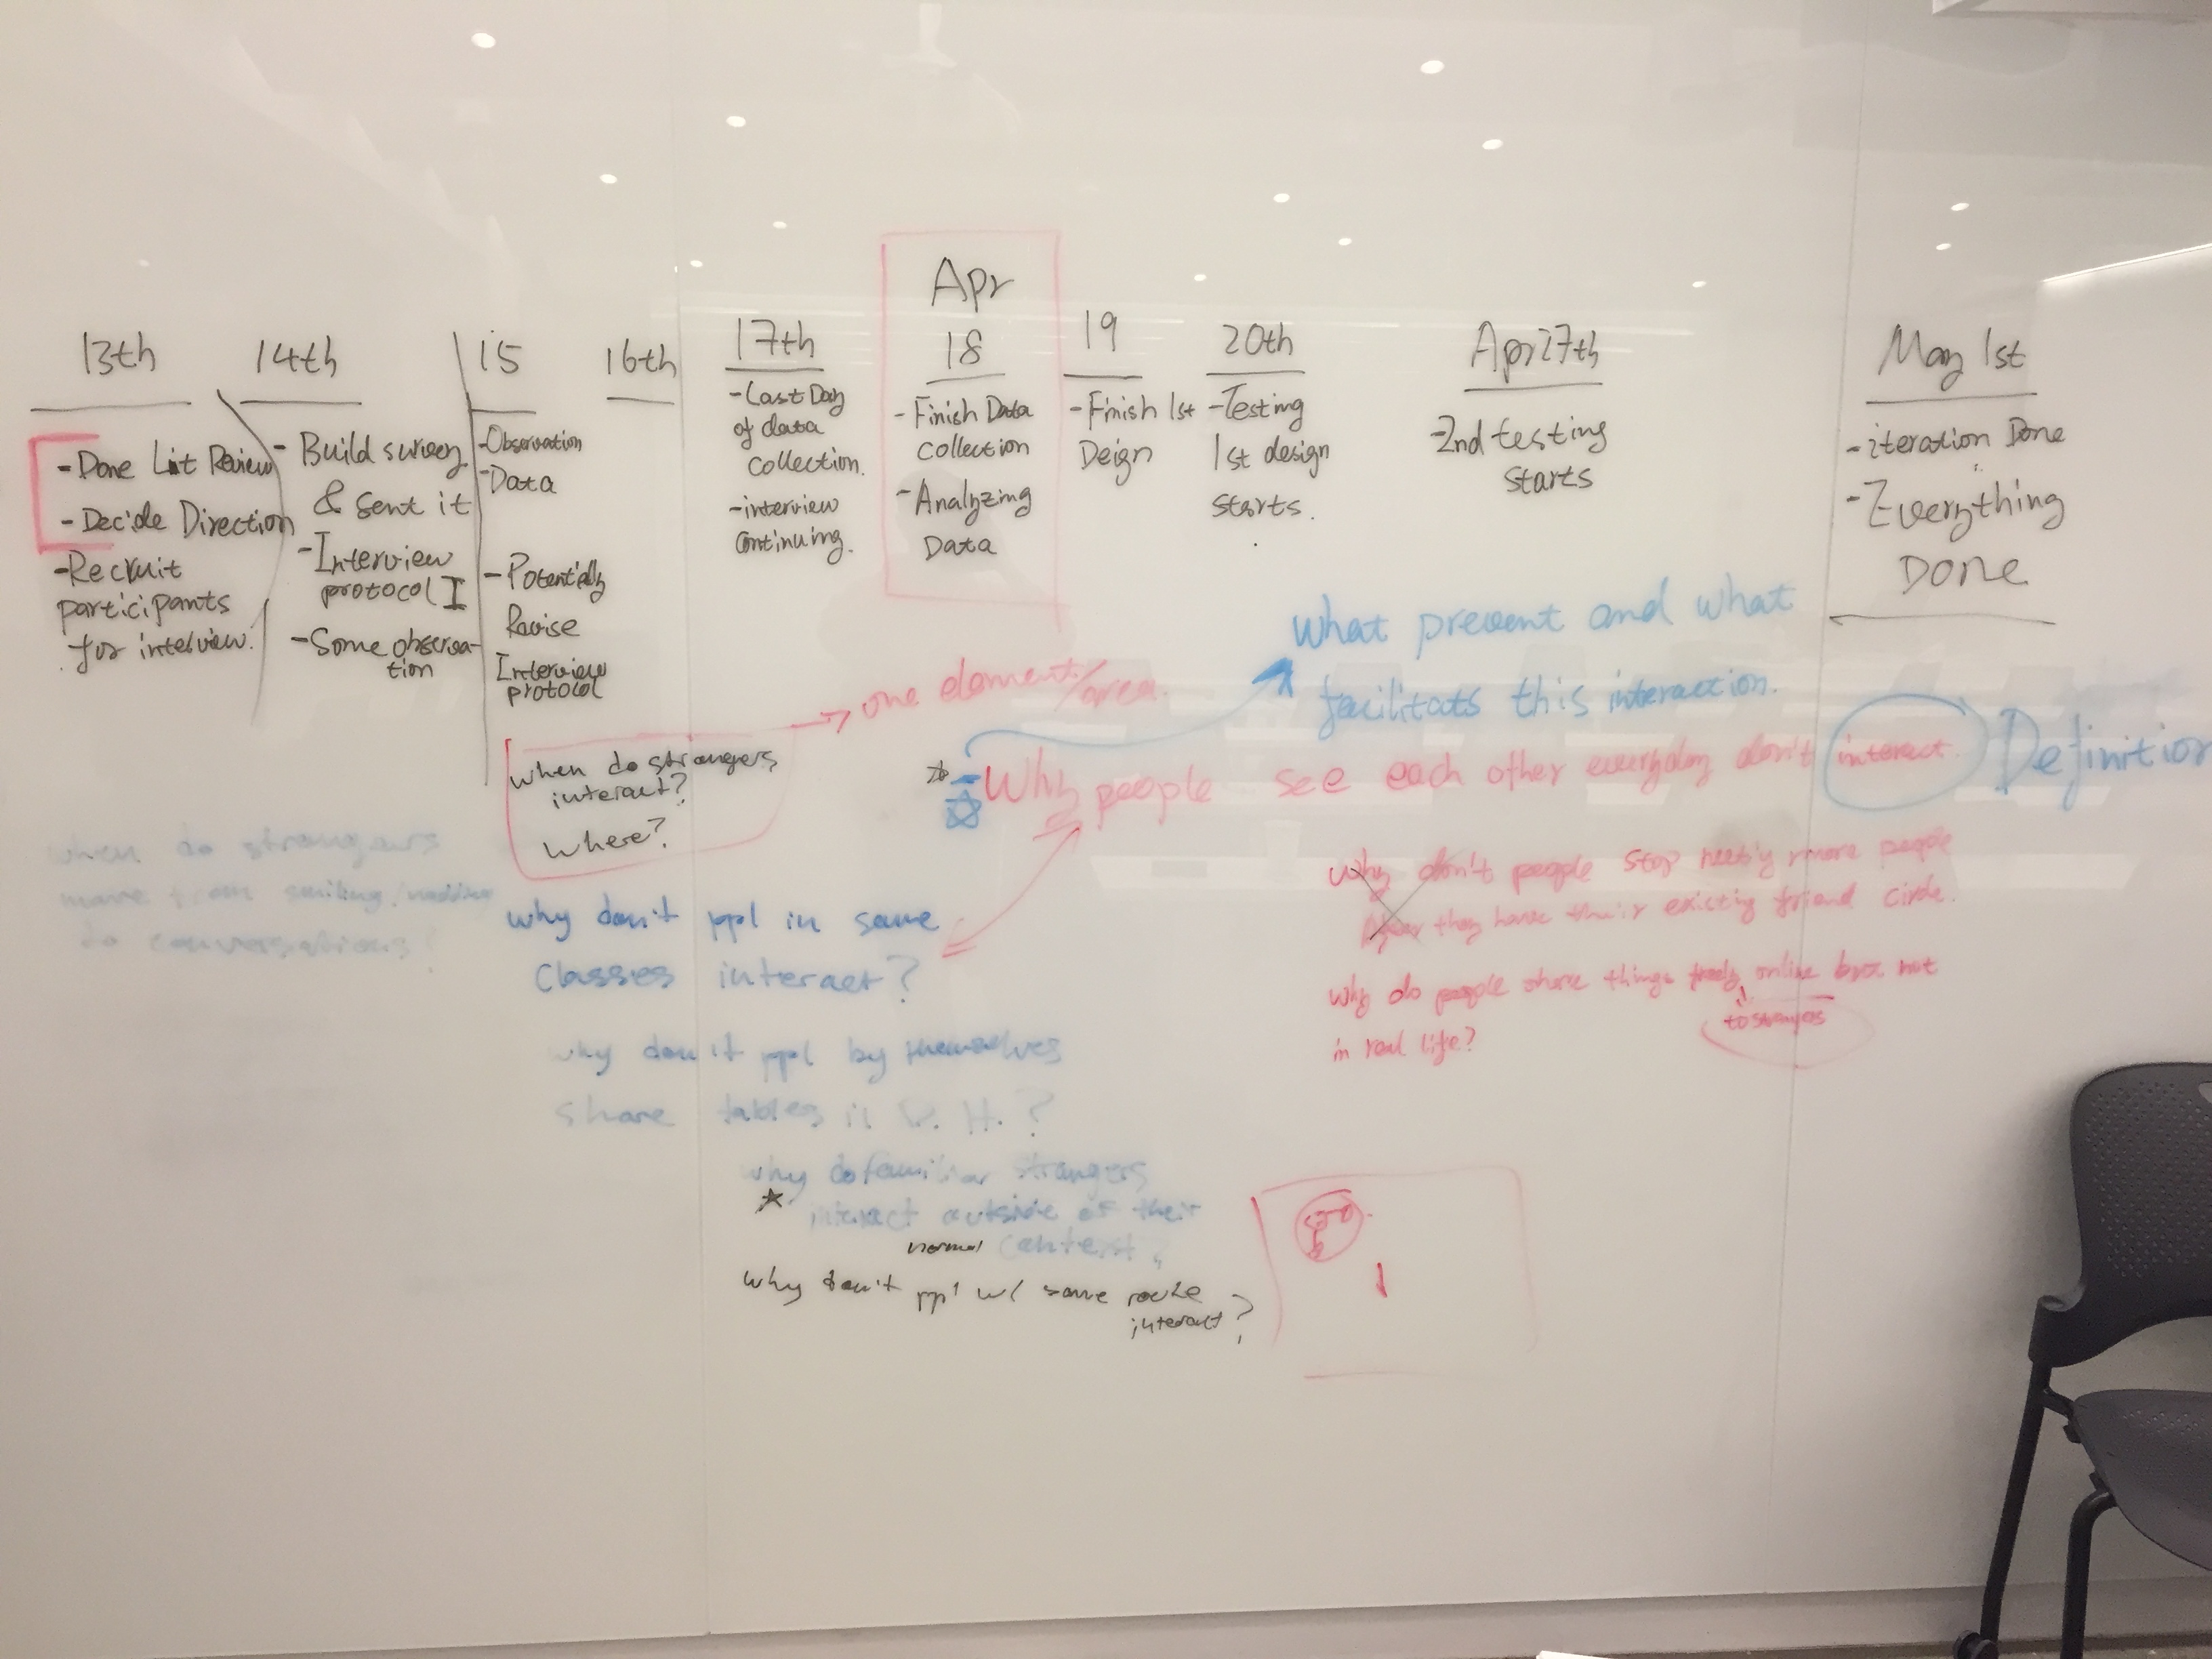 13th
- Done List Review
- Decide Direction
- Recruit
participants
for interview.
14th
- Build survey
& sent it
- Interview
protocol I
- Some observa-
tion
15
- Observation
- Data
- Potentially
Revise
Interview
protocol
16th
17th
- Last Day
of data
collection.
- interview
continuing.
Apr
18
- Finish Data
collection
- Analyzing
Data
19
- Finish 1st
Deign
20th
- Testing
1st design
starts.
Apr 27th
- 2nd testing
starts
May 1st
- iteration Done
- Everything
DONE
what prevent and what
facilitats this interaction.
one element/area.
when do strangers
interact?
where?
Why people see each other everyday don't interact.
Definition
when do strangers
move from smiling/nodding
to conversations?
why don't ppl in same
classes interact?
why don't ppl by themselves
share tables in D. H. ?
why do familiar strangers
interact outside of their
normal context?
why don't ppl w/ same route
interact?
why don't people stop meeting more people
after they have their existing friend circle.
why do people share things freely online but not
to strangers
in real life?